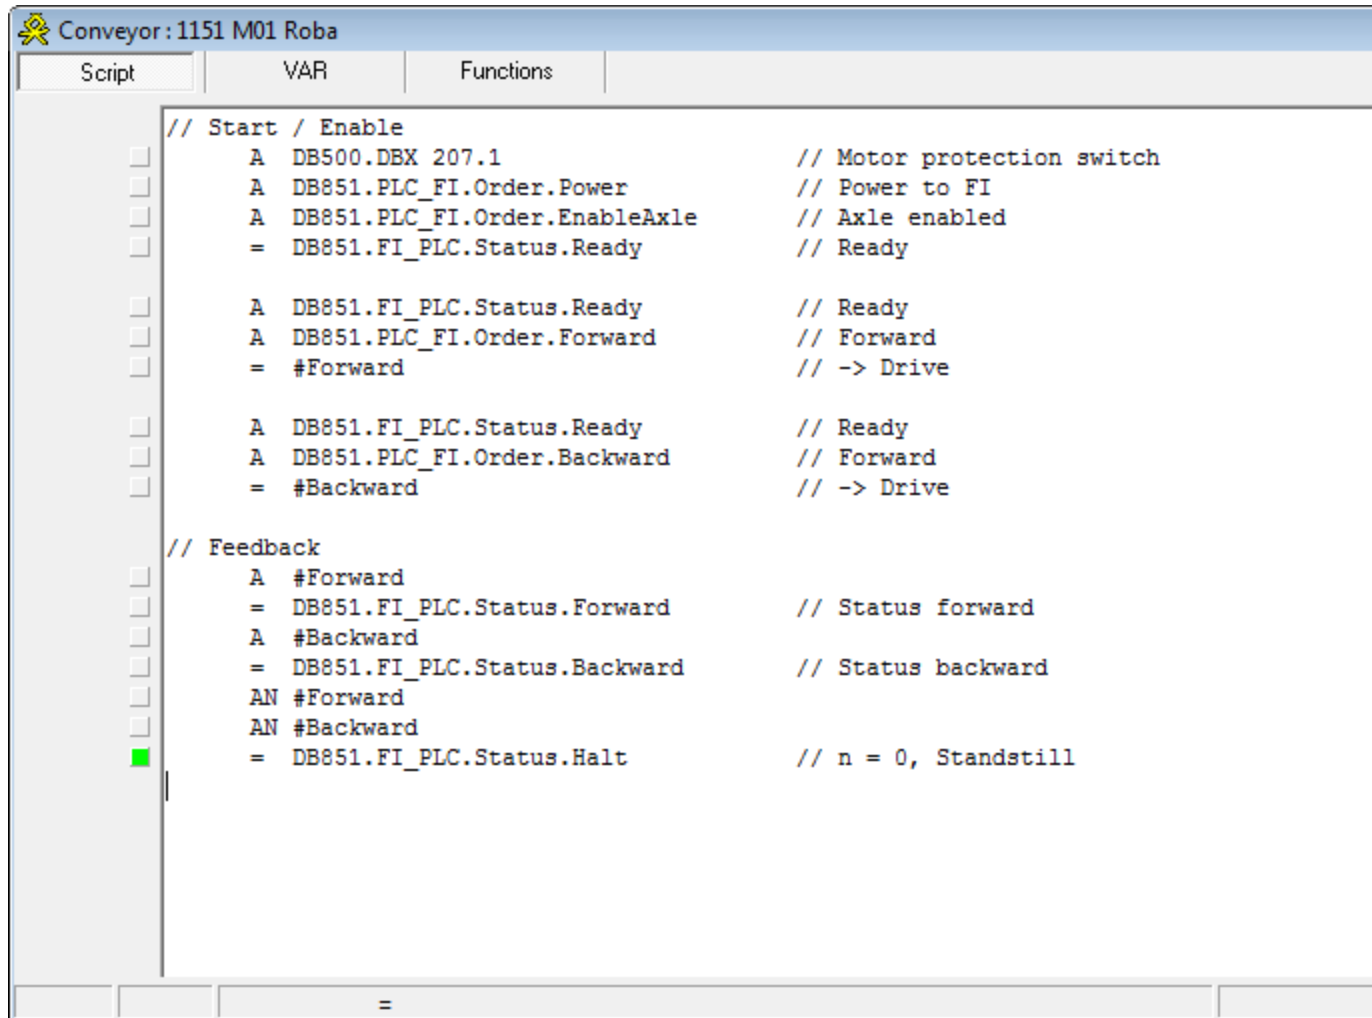 Conveyor : 1151 M01 Roba
Script VAR Functions
// Start / Enable
A DB500.DBX 207.1 // Motor protection switch
A DB851.PLC_FI.Order.Power // Power to FI
A DB851.PLC_FI.Order.EnableAxle // Axle enabled
= DB851.FI_PLC.Status.Ready // Ready
A DB851.FI_PLC.Status.Ready // Ready
A DB851.PLC_FI.Order.Forward // Forward
= #Forward // -> Drive
A DB851.FI_PLC.Status.Ready // Ready
A DB851.PLC_FI.Order.Backward // Forward
= #Backward // -> Drive
// Feedback
A #Forward
= DB851.FI_PLC.Status.Forward // Status forward
A #Backward
= DB851.FI_PLC.Status.Backward // Status backward
AN #Forward
AN #Backward
= DB851.FI_PLC.Status.Halt // n = 0, Standstill
=